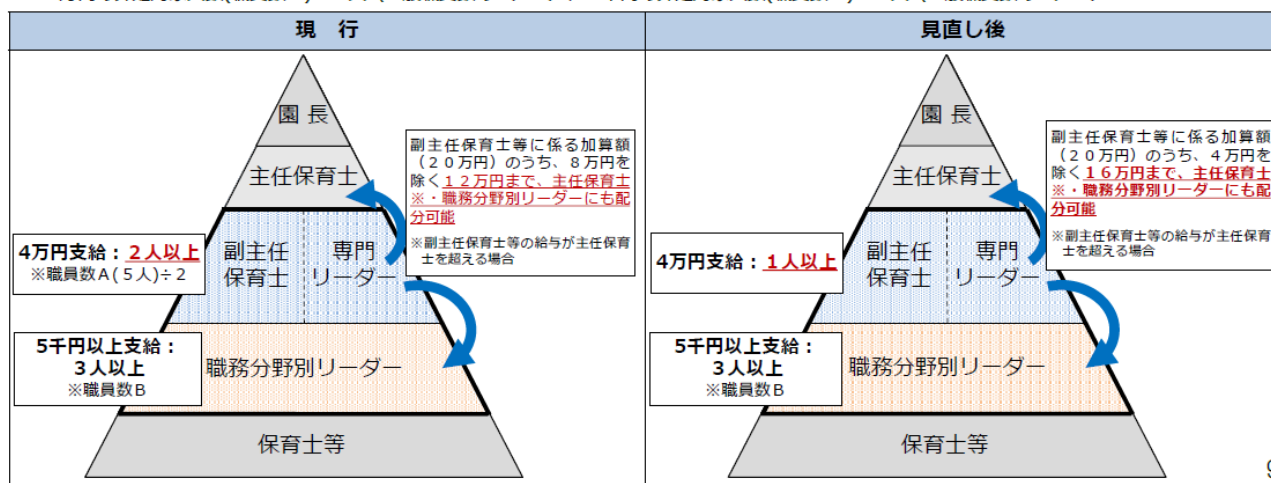 現　行
見直し後
園 長
主任保育士
副主任保育士等に係る加算額
（２０万円）のうち、８万円を
除く１２万円まで、主任保育士
※・職務分野別リーダーにも配
分可能
※副主任保育士等の給与が主任保育
士を超える場合
4万円支給：２人以上
※職員数Ａ(５人)÷２
副主任
保育士
専門
リーダー
5千円以上支給：
３人以上
※職員数Ｂ
職務分野別リーダー
保育士等
園 長
主任保育士
副主任保育士等に係る加算額
（２０万円）のうち、４万円を
除く１６万円まで、主任保育士
※・職務分野別リーダーにも配
分可能
※副主任保育士等の給与が主任保育
士を超える場合
4万円支給：１人以上
副主任
保育士
専門
リーダー
5千円以上支給：
３人以上
※職員数Ｂ
職務分野別リーダー
保育士等